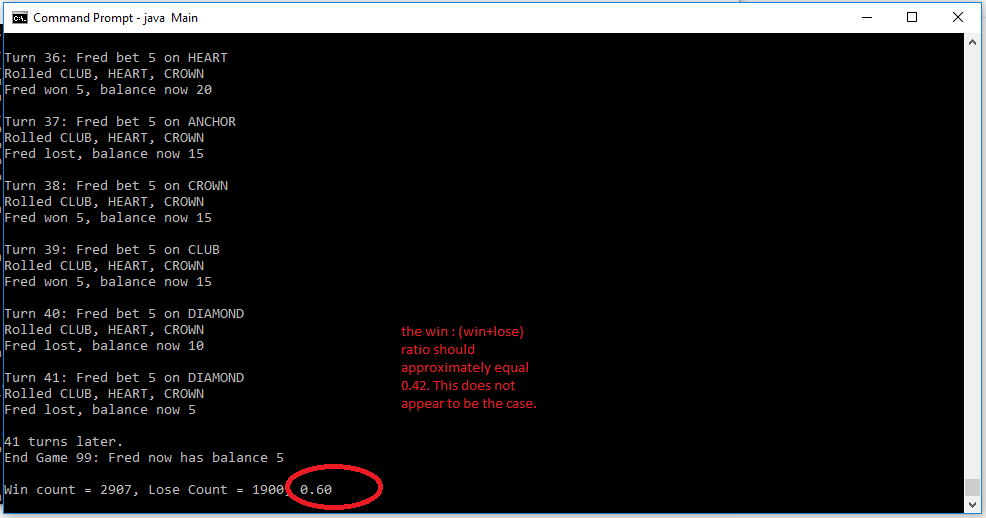 Command Prompt - java Main
Turn 36: Fred bet 5 on HEART
Rolled CLUB, HEART, CROWN
Fred won 5, balance now 20
Turn 37: Fred bet 5 on ANCHOR
Rolled CLUB, HEART, CROWN
Fred lost, balance now 15
Turn 38: Fred bet 5 on CROWN
Rolled CLUB, HEART, CROWN
Fred won 5, balance now 15
Turn 39: Fred bet 5 on CLUB
Rolled CLUB, HEART, CROWN
Fred won 5, balance now 15
Turn 40: Fred bet 5 on DIAMOND
Rolled CLUB, HEART, CROWN
Fred lost, balance now 10
Turn 41: Fred bet 5 on DIAMOND
Rolled CLUB, HEART, CROWN
Fred lost, balance now 5
41 turns later.
End Game 99: Fred now has balance 5
Win count = 2907, Lose Count = 1900, 0.60
the win : (win+lose)
ratio should
approximately equal
0.42. This does not
appear to be the case.